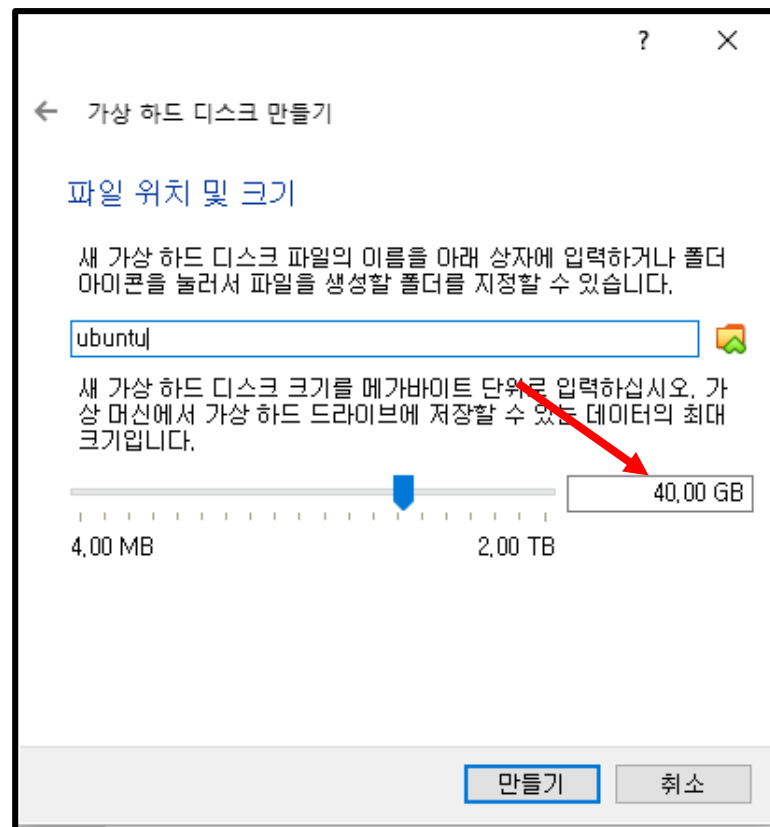 ?
가상 하드 디스크 만들기
파일 위치 및 크기
새 가상 하드 디스크 파일의 이름을 아래 상자에 입력하거나 폴더
아이콘을 눌러서 파일을 생성할 폴더를 지정할 수 있습니다.
ubuntu
새 가상 하드 디스크 크기를 메가바이트 단위로 입력하십시오. 가
상 머신에서 가상 하드 드라이브에 저장할 수 있는 데이터의 최대
크기입니다.
40,00 GB
4,00 MB 2,00 TB
만들기 취소